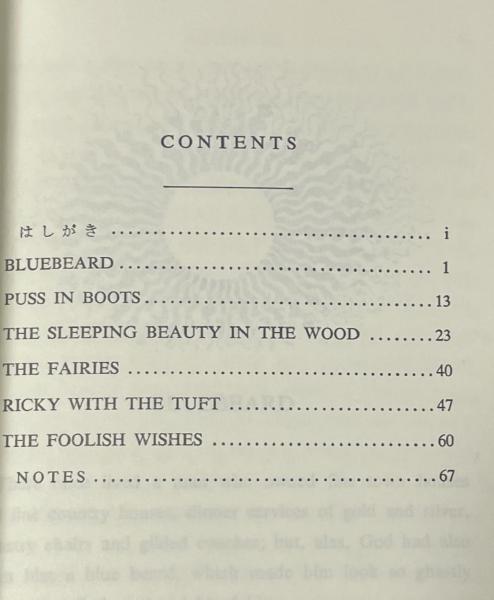 CONTENTS
はしがき ........................................ i
BLUEBEARD ........................................ 1
PUSS IN BOOTS ........................................ 13
THE SLEEPING BEAUTY IN THE WOOD ........ 23
THE FAIRIES ........................................ 40
RICKY WITH THE TUFT ........................... 47
THE FOOLISH WISHES ........................... 60
NOTES ........................................ 67